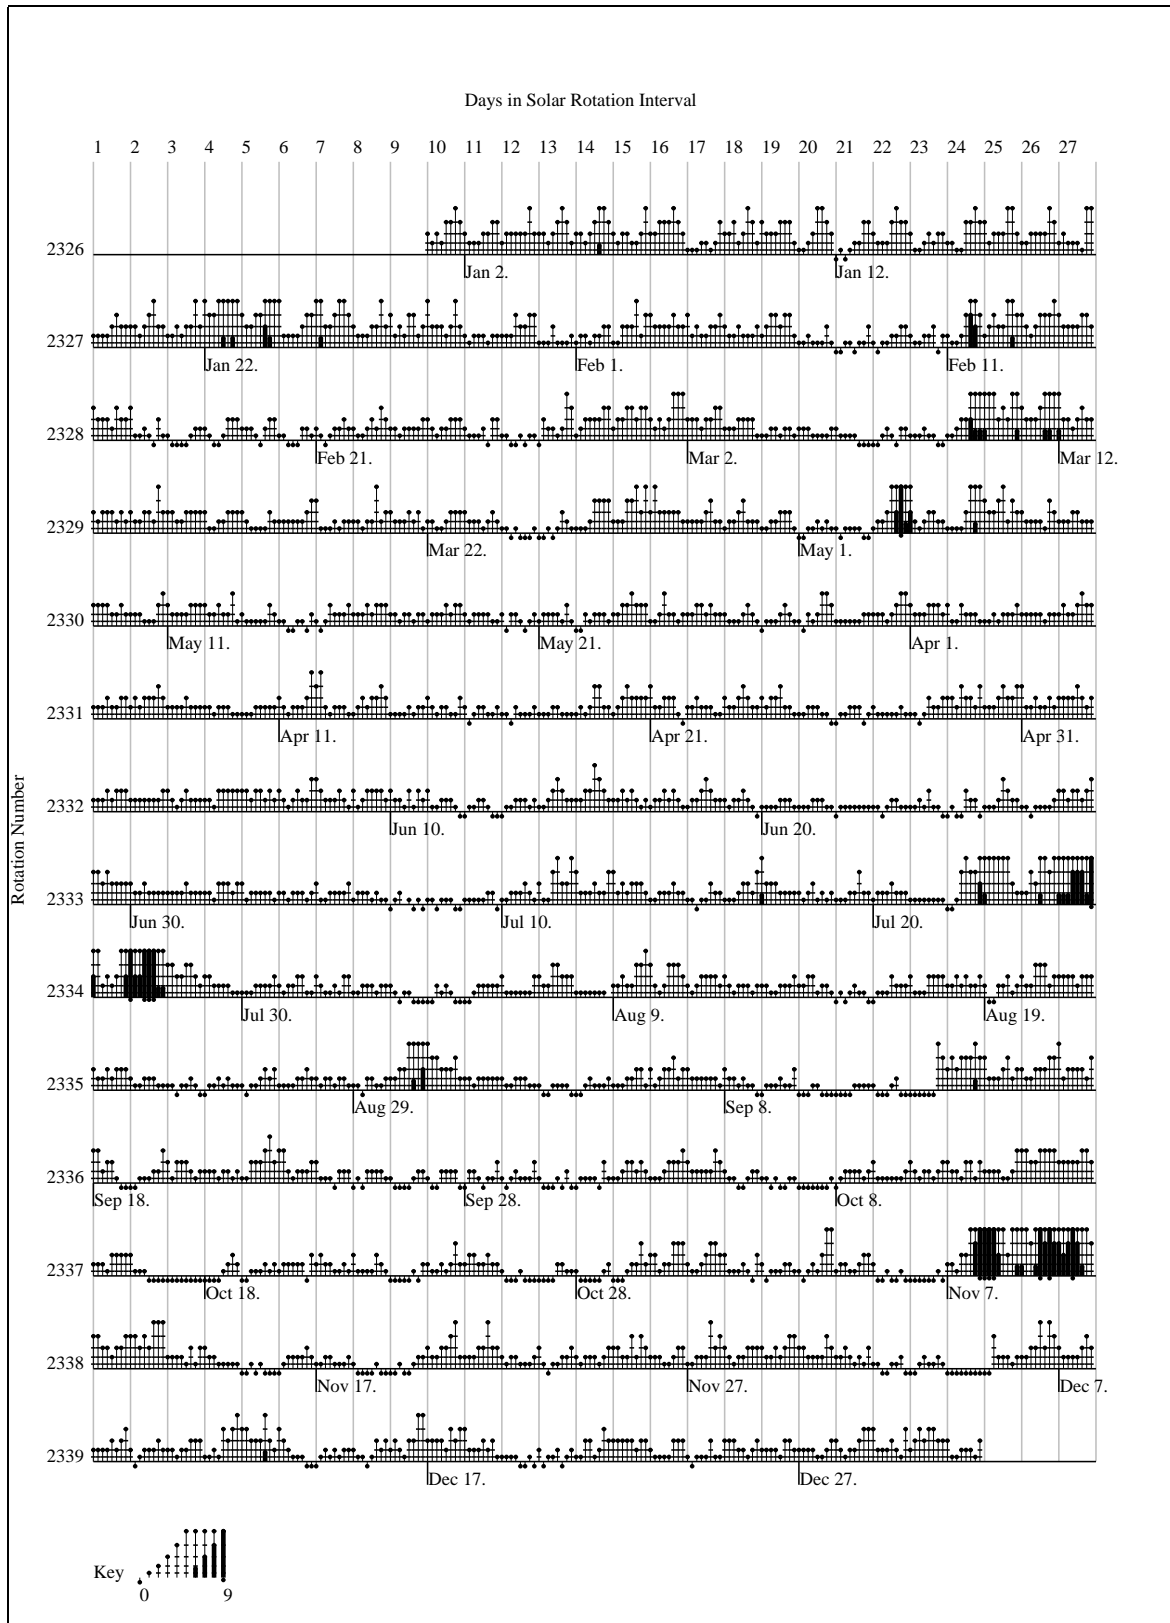 Days in Solar Rotation Interval
1 2 3 4 5 6 7 8 9 10 11 12 13 14 15 16 17 18 19 20 21 22 23 24 25 26 27
2326
Jan 2. Jan 12.
2327
Jan 22. Feb 1. Feb 11.
2328
Feb 21. Mar 2. Mar 12.
2329
Mar 22. May 1.
2330
May 11. May 21. Apr 1.
2331
Apr 11. Apr 21. Apr 31.
Rotation Number
2332
Jun 10. Jun 20.
2333
Jun 30. Jul 10. Jul 20.
2334
Jul 30. Aug 9. Aug 19.
2335
Aug 29. Sep 8.
2336
Sep 18. Sep 28. Oct 8.
2337
Oct 18. Oct 28. Nov 7.
2338
Nov 17. Nov 27. Dec 7.
2339
Dec 17. Dec 27.
Key
0 9